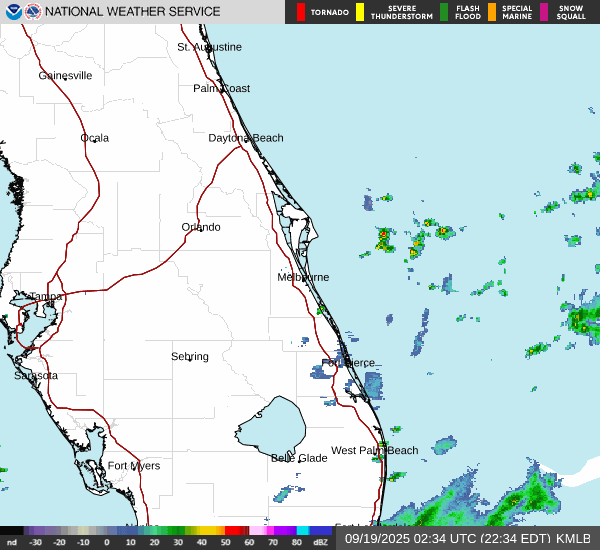 NATIONAL WEATHER SERVICE
TORNADO
SEVERE THUNDERSTORM
FLASH FLOOD
SPECIAL MARINE
SNOW SQUALL
St. Augustine
Gainesville
Palm Coast
Ocala
Daytona Beach
Orlando
Melbourne
Tampa
Sebring
Fort Pierce
Sarasota
West Palm Beach
Belle Glade
Fort Myers
nd -30 -20 -10 0 10 20 30 40 50 60 70 80 dBZ
09/19/2025 02:34 UTC (22:34 EDT) KMLB